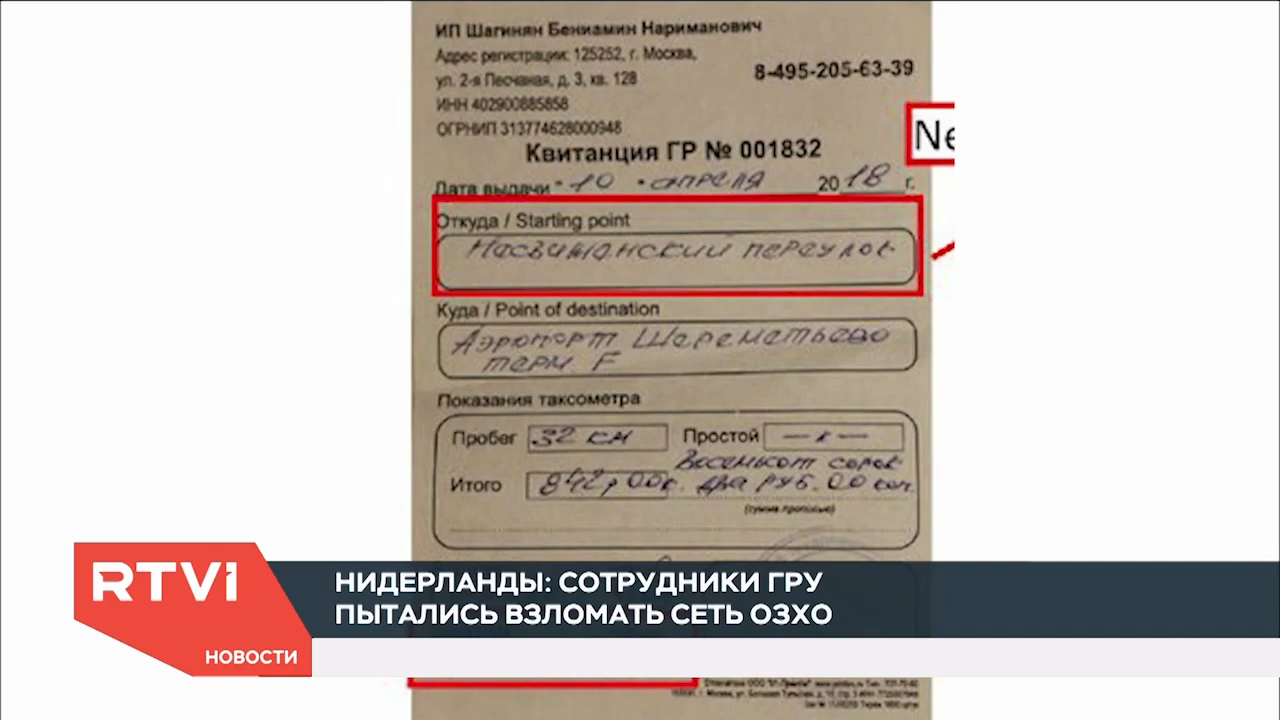 ИП Шагинян Бениамин Нариманович
Адрес регистрации: 125252, г. Москва,
ул. 2-я Песчаная, д. 3, кв. 128
8-495-205-63-39
ИНН 402900885858
ОГРНИП 313774628000948
Ne
Квитанция ГР № 001832
Дата выдачи "10 " апреля 2018 г.
Откуда / Starting point
Несвижский переулок
Куда / Point of destination
Аэропорт Шереметьево
терм. F
Показания таксометра
Пробег 32 км Простой — х —
Восемьсот сорок
Итого 842р 00к. два руб. 00 коп.
(сумма прописью)
RTVi
НОВОСТИ
НИДЕРЛАНДЫ: СОТРУДНИКИ ГРУ
ПЫТАЛИСЬ ВЗЛОМАТЬ СЕТЬ ОЗХО